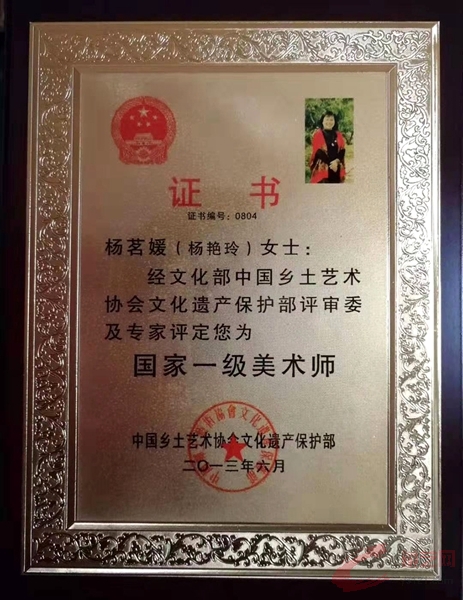 证书
证书编号：0804
杨茗媛（杨艳玲）女士：
经文化部中国乡土艺术
协会文化遗产保护部评审委
及专家评定您为
国家一级美术师
中国乡土艺术协会文化遗产保护部
二〇一三年六月